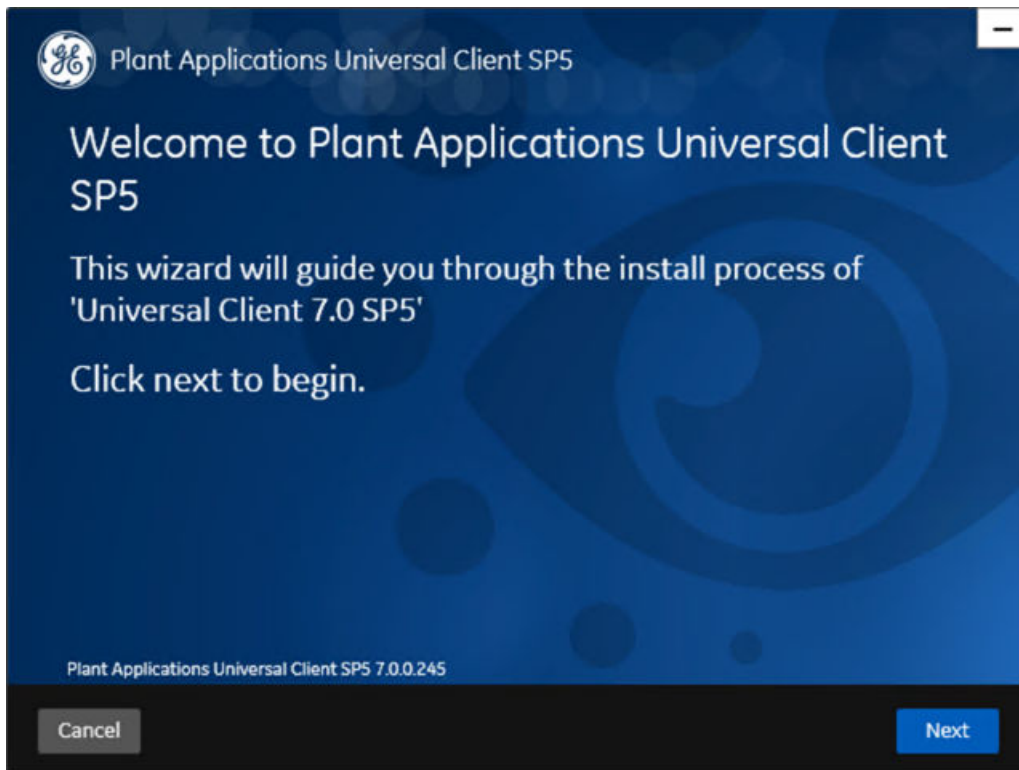 Plant Applications Universal Client SP5
Welcome to Plant Applications Universal Client
SP5
This wizard will guide you through the install process of
'Universal Client 7.0 SP5'
Click next to begin.
Plant Applications Universal Client SP5 7.0.0.245
Cancel
Next